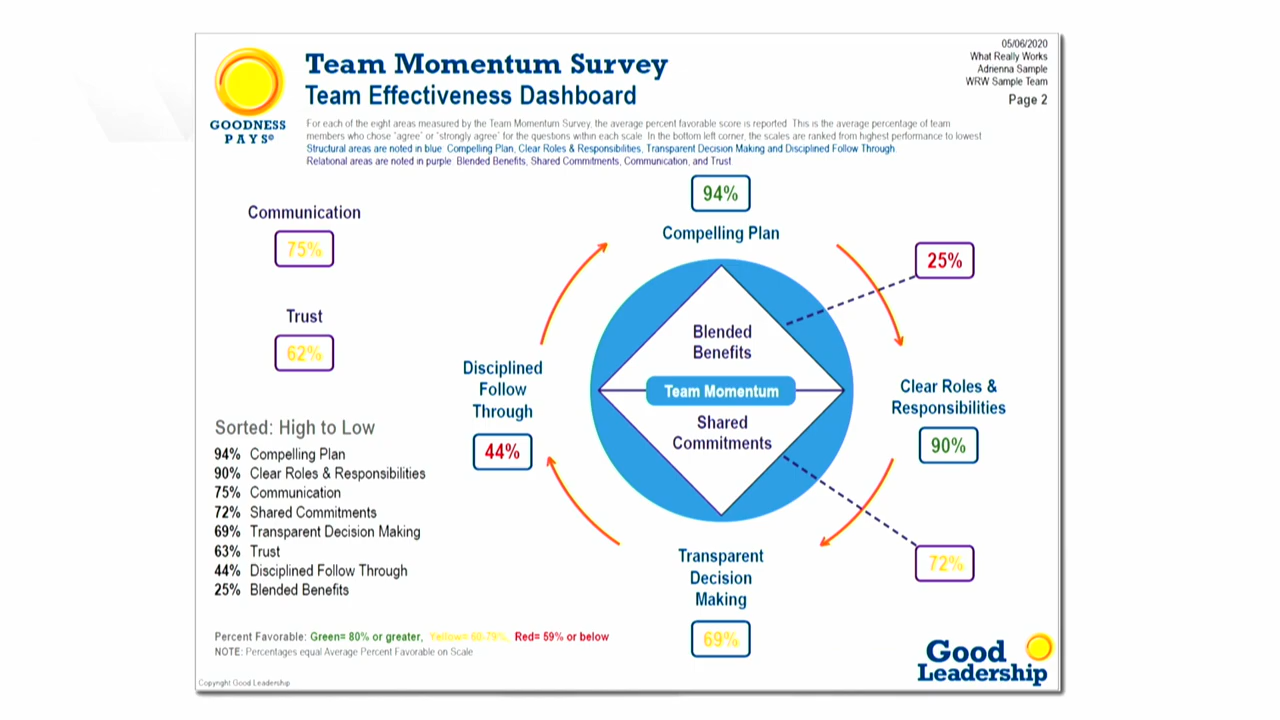 05/06/2020
What Really Works
Adrienna Sample
WRW Sample Team
Page 2
GOODNESS
PAYS®
Team Momentum Survey
Team Effectiveness Dashboard
For each of the eight areas measured by the Team Momentum Survey, the average percent favorable score is reported. This is the average percentage of team
members who chose "agree" or "strongly agree" for the questions within each scale. In the bottom left corner, the scales are ranked from highest performance to lowest
Structural areas are noted in blue: Compelling Plan, Clear Roles & Responsibilities, Transparent Decision Making and Disciplined Follow Through.
Relational areas are noted in purple: Blended Benefits, Shared Commitments, Communication, and Trust
Communication
75%
Trust
62%
94%
Compelling Plan
25%
Blended
Benefits
Team Momentum
Shared
Commitments
Disciplined
Follow
Through
44%
Clear Roles &
Responsibilities
90%
72%
Transparent
Decision
Making
69%
Sorted: High to Low
94% Compelling Plan
90% Clear Roles & Responsibilities
75% Communication
72% Shared Commitments
69% Transparent Decision Making
63% Trust
44% Disciplined Follow Through
25% Blended Benefits
Percent Favorable: Green= 80% or greater, Yellow= 60-79%, Red= 59% or below
NOTE: Percentages equal Average Percent Favorable on Scale
Good
Leadership
Copyright Good Leadership